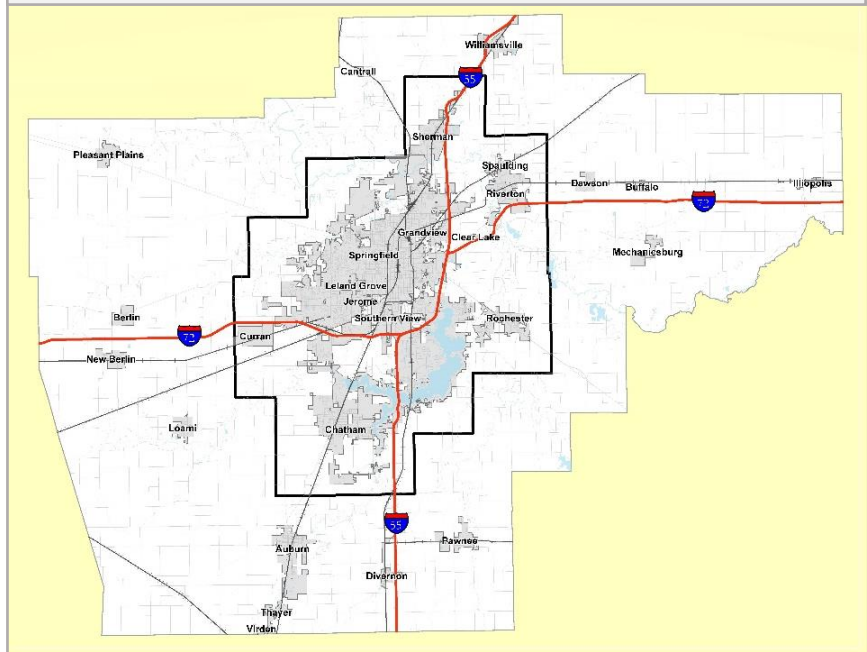 Williamsville
Cantrall
55
Sherman
Pleasant Plains
Spaulding
Dawson
Buffalo
Illiopolis
Riverton
72
Grandview
Clear Lake
Mechanicsburg
Springfield
Leland Grove
Jerome
Berlin
Southern View
Rochester
72
Curran
New Berlin
Loami
Chatham
55
Auburn
Pawnee
Divernon
Thayer
Virden